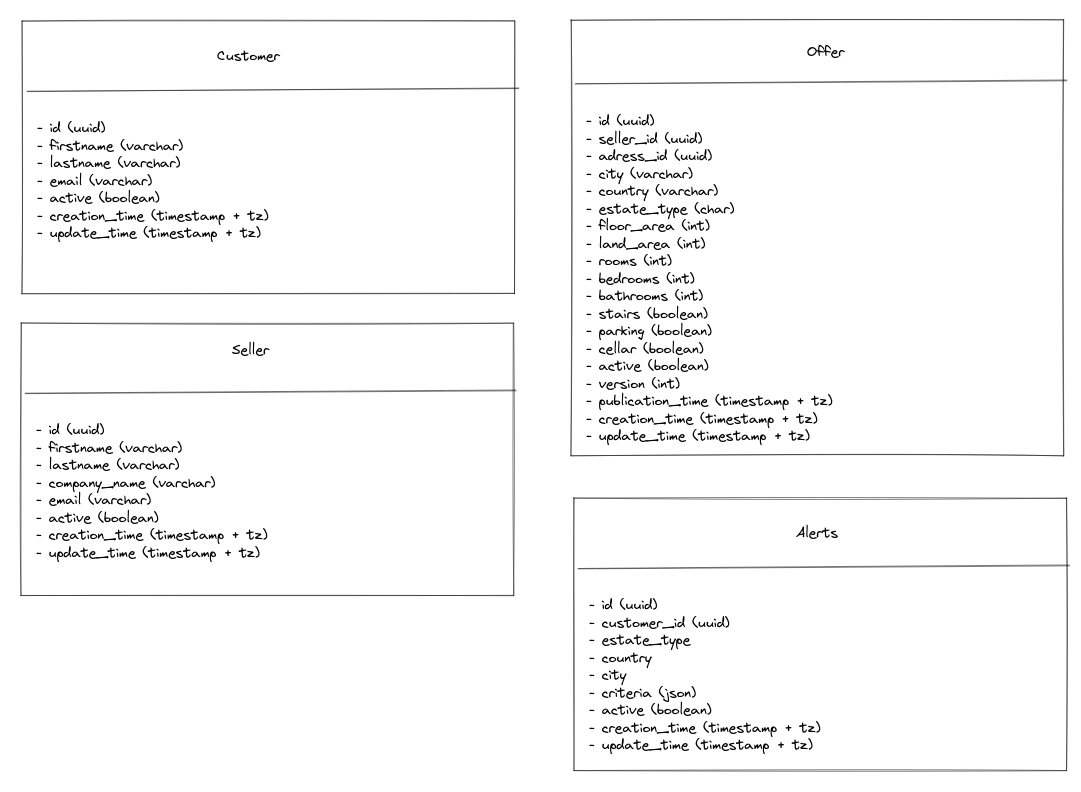 Customer
- id (uuid)
- firstname (varchar)
- lastname (varchar)
- email (varchar)
- active (boolean)
- creation_time (timestamp + tz)
- update_time (timestamp + tz)
Seller
- id (uuid)
- firstname (varchar)
- lastname (varchar)
- company_name (varchar)
- email (varchar)
- active (boolean)
- creation_time (timestamp + tz)
- update_time (timestamp + tz)
Offer
- id (uuid)
- seller_id (uuid)
- adress_id (uuid)
- city (varchar)
- country (varchar)
- estate_type (char)
- floor_area (int)
- land_area (int)
- rooms (int)
- bedrooms (int)
- bathrooms (int)
- stairs (boolean)
- parking (boolean)
- cellar (boolean)
- active (boolean)
- version (int)
- publication_time (timestamp + tz)
- creation_time (timestamp + tz)
- update_time (timestamp + tz)
Alerts
- id (uuid)
- customer_id (uuid)
- estate_type
- country
- city
- criteria (json)
- active (boolean)
- creation_time (timestamp + tz)
- update_time (timestamp + tz)